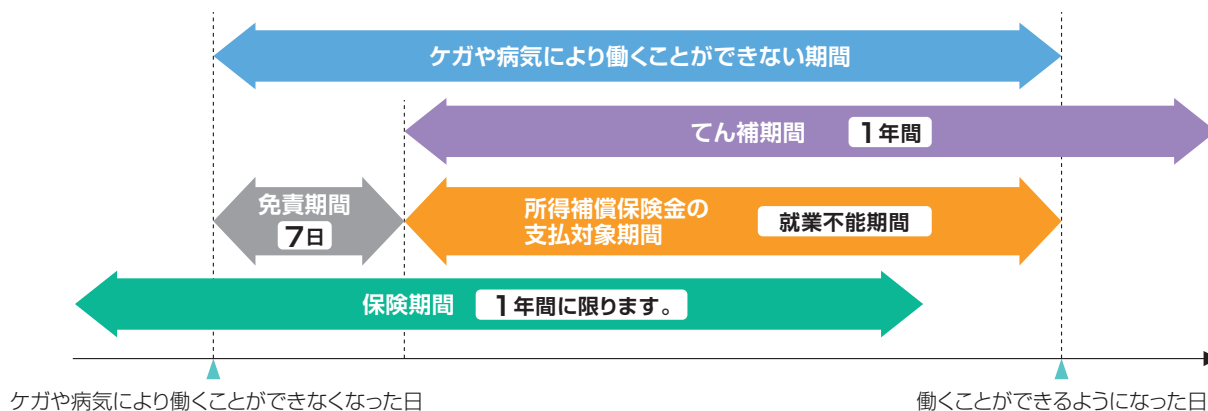 ケガや病気により働くことができない期間
てん補期間 1年間
免責期間
7日
所得補償保険金の
支払対象期間
就業不能期間
保険期間 1年間に限ります。
ケガや病気により働くことができなくなった日
働くことができるようになった日